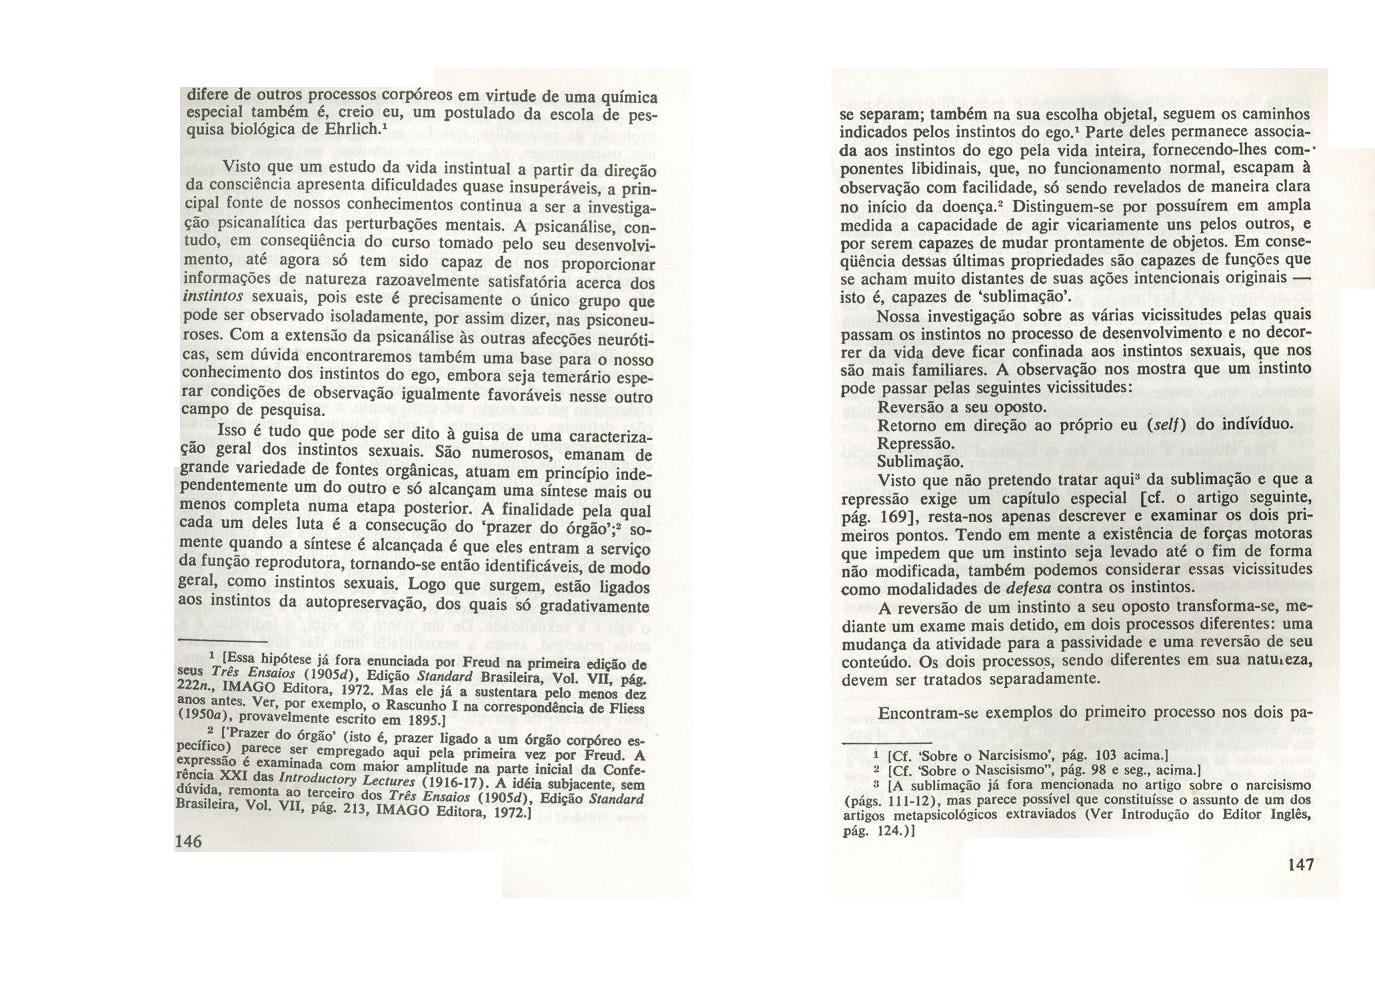 difere de outros processos corpóreos em virtude de uma química
especial também é, creio eu, um postulado da escola de pes-
quisa biológica de Ehrlich.¹
Visto que um estudo da vida instintual a partir da direção
da consciência apresenta dificuldades quase insuperáveis, a prin-
cipal fonte de nossos conhecimentos continua a ser a investiga-
ção psicanalítica das perturbações mentais. A psicanálise, con-
tudo, em conseqüência do curso tomado pelo seu desenvolvi-
mento, até agora só tem sido capaz de nos proporcionar
informações de natureza razoavelmente satisfatória acerca dos
instintos sexuais, pois este é precisamente o único grupo que
pode ser observado isoladamente, por assim dizer, nas psiconeu-
roses. Com a extensão da psicanálise às outras afecções neuróti-
cas, sem dúvida encontraremos também uma base para o nosso
conhecimento dos instintos do ego, embora seja temerário espe-
rar condições de observação igualmente favoráveis nesse outro
campo de pesquisa.
Isso é tudo que pode ser dito à guisa de uma caracteriza-
ção geral dos instintos sexuais. São numerosos, emanam de
grande variedade de fontes orgânicas, atuam em princípio inde-
pendentemente um do outro e só alcançam uma síntese mais ou
menos completa numa etapa posterior. A finalidade pela qual
cada um deles luta é a consecução do ‘prazer do órgão’;² so-
mente quando a síntese é alcançada é que eles entram a serviço
da função reprodutora, tornando-se então identificáveis, de modo
geral, como instintos sexuais. Logo que surgem, estão ligados
aos instintos da autopreservação, dos quais só gradativamente
¹ [Essa hipótese já fora enunciada por Freud na primeira edição de
seus Três Ensaios (1905d), Edição Standard Brasileira, Vol. VII, pág.
222n., IMAGO Editora, 1972. Mas ele já a sustentara pelo menos dez
anos antes. Ver, por exemplo, o Rascunho I na correspondência de Fliess
(1950a), provavelmente escrito em 1895.]
² [‘Prazer do órgão’ (isto é, prazer ligado a um órgão corpóreo es-
pecífico) parece ser empregado aqui pela primeira vez por Freud. A
expressão é examinada com maior amplitude na parte inicial da Confe-
rência XXI das Introductory Lectures (1916-17). A idéia subjacente, sem
dúvida, remonta ao terceiro dos Três Ensaios (1905d), Edição Standard
Brasileira, Vol. VII, pág. 213, IMAGO Editora, 1972.]
146
se separam; também na sua escolha objetal, seguem os caminhos
indicados pelos instintos do ego.¹ Parte deles permanece associa-
da aos instintos do ego pela vida inteira, fornecendo-lhes com-
ponentes libidinais, que, no funcionamento normal, escapam à
observação com facilidade, só sendo revelados de maneira clara
no início da doença.² Distinguem-se por possuírem em ampla
medida a capacidade de agir vicariamente uns pelos outros, e
por serem capazes de mudar prontamente de objetos. Em conse-
qüência dessas últimas propriedades são capazes de funções que
se acham muito distantes de suas ações intencionais originais —
isto é, capazes de ‘sublimação’.
Nossa investigação sobre as várias vicissitudes pelas quais
passam os instintos no processo de desenvolvimento e no decor-
rer da vida deve ficar confinada aos instintos sexuais, que nos
são mais familiares. A observação nos mostra que um instinto
pode passar pelas seguintes vicissitudes:
Reversão a seu oposto.
Retorno em direção ao próprio eu (self) do indivíduo.
Repressão.
Sublimação.
Visto que não pretendo tratar aqui³ da sublimação e que a
repressão exige um capítulo especial [cf. o artigo seguinte,
pág. 169], resta-nos apenas descrever e examinar os dois pri-
meiros pontos. Tendo em mente a existência de forças motoras
que impedem que um instinto seja levado até o fim de forma
não modificada, também podemos considerar essas vicissitudes
como modalidades de defesa contra os instintos.
A reversão de um instinto a seu oposto transforma-se, me-
diante um exame mais detido, em dois processos diferentes: uma
mudança da atividade para a passividade e uma reversão de seu
conteúdo. Os dois processos, sendo diferentes em sua natureza,
devem ser tratados separadamente.
Encontram-se exemplos do primeiro processo nos dois pa-
¹ [Cf. ‘Sobre o Narcisismo’, pág. 103 acima.]
² [Cf. ‘Sobre o Nascisismo”, pág. 98 e seg., acima.]
³ [A sublimação já fora mencionada no artigo sobre o narcisismo
(págs. 111-12), mas parece possível que constituísse o assunto de um dos
artigos metapsicológicos extraviados (Ver Introdução do Editor Inglês,
pág. 124.)]
147